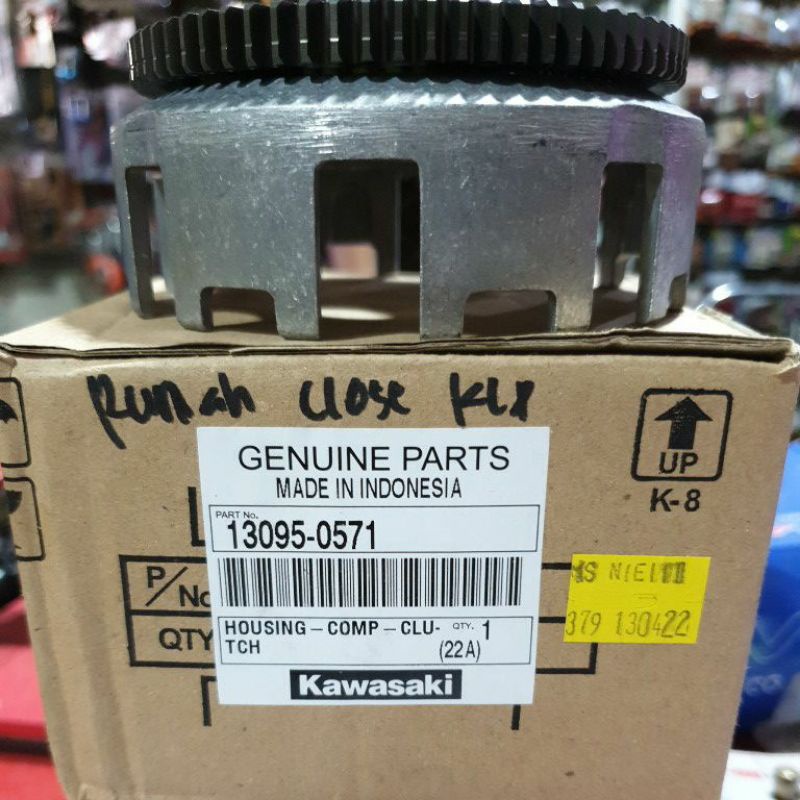 Rumah close KLX
GENUINE PARTS
MADE IN INDONESIA
PART No.
13095-0571
HOUSING-COMP-CLU- QTY. 1
TCH (22A)
Kawasaki
UP
K-8
P/No
QTY
379 130422